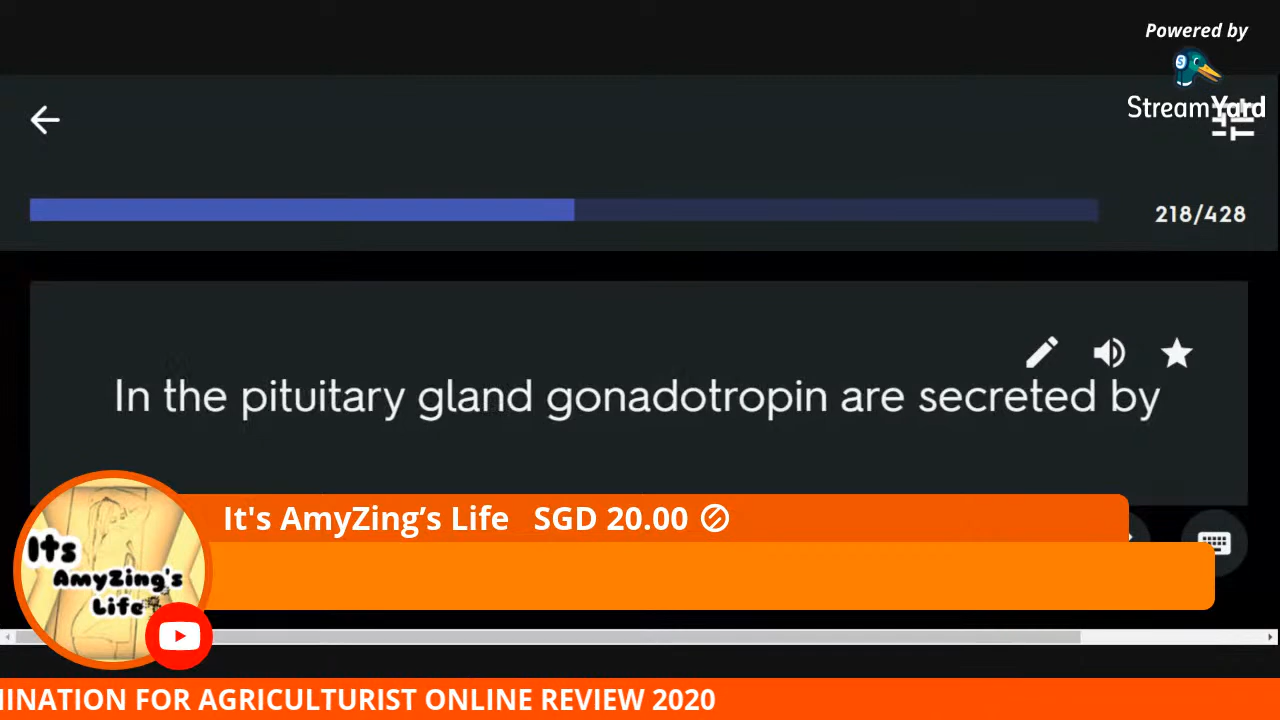 Powered by
StreamYard
218/428
In the pituitary gland gonadotropin are secreted by
It's AmyZing’s Life SGD 20.00
Its
AmyZing's
Life
MINATION FOR AGRICULTURIST ONLINE REVIEW 2020